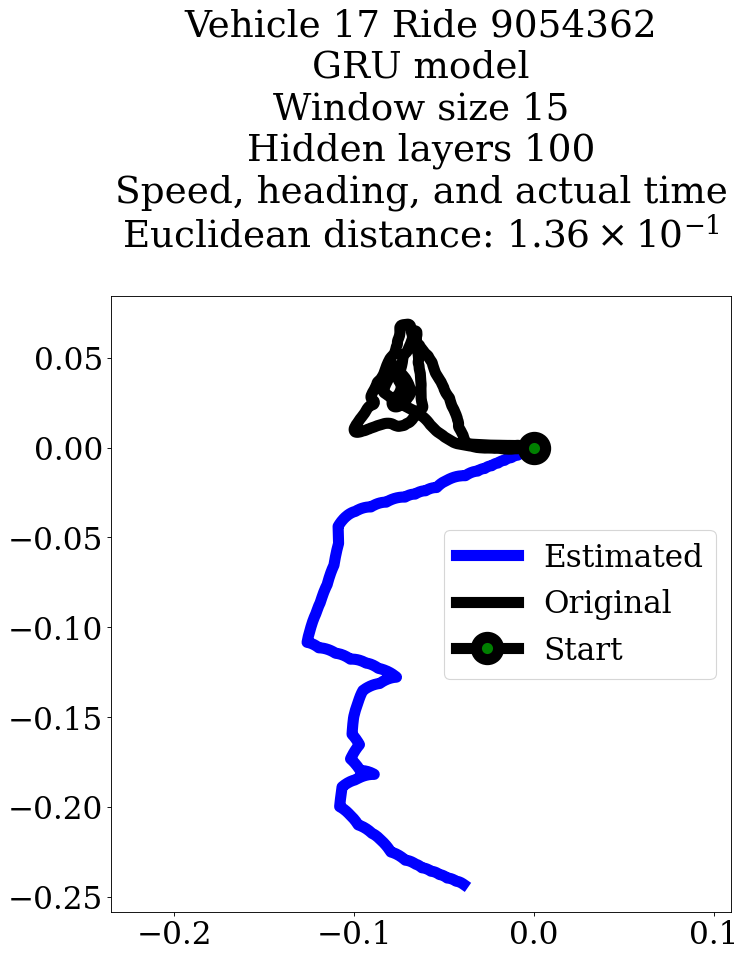 Vehicle 17 Ride 9054362
GRU model
Window size 15
Hidden layers 100
Speed, heading, and actual time
Euclidean distance: 1.36 × 10⁻¹
0.05
0.00
−0.05
−0.10
−0.15
−0.20
−0.25
Estimated
Original
Start
−0.2
−0.1
0.0
0.1